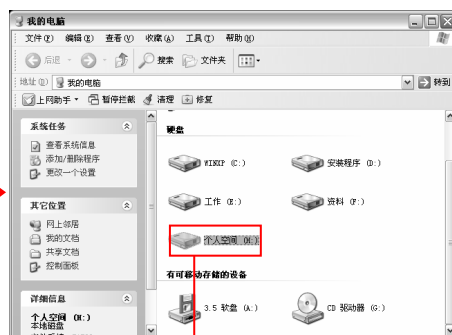 我的电脑
文件(F) 编辑(E) 查看(V) 收藏(A) 工具(T) 帮助(H)
后退 搜索 文件夹
地址(D) 我的电脑 转到
上网助手 暂停拦截 清理 修复
系统任务
查看系统信息
添加/删除程序
更改一个设置
其它位置
网上邻居
我的文档
共享文档
控制面板
详细信息
个人空间 (H:)
本地磁盘
硬盘
WINXP (C:) 安装程序 (D:)
工作 (E:) 资料 (F:)
个人空间 (H:)
有可移动存储的设备
3.5 软盘 (A:) CD 驱动器 (G:)